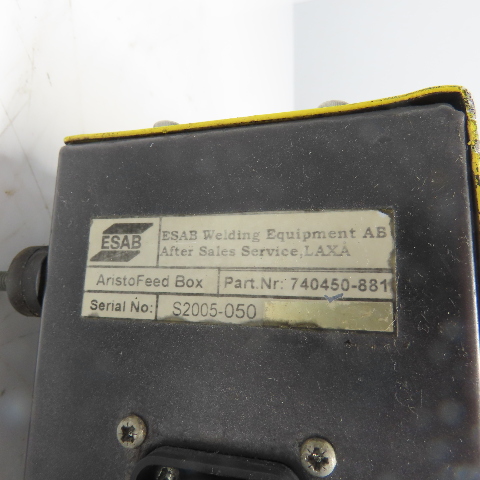 ESAB
ESAB Welding Equipment AB
After Sales Service, LAXÅ
AristoFeed Box Part.Nr: 740450-881
Serial No: S2005-050